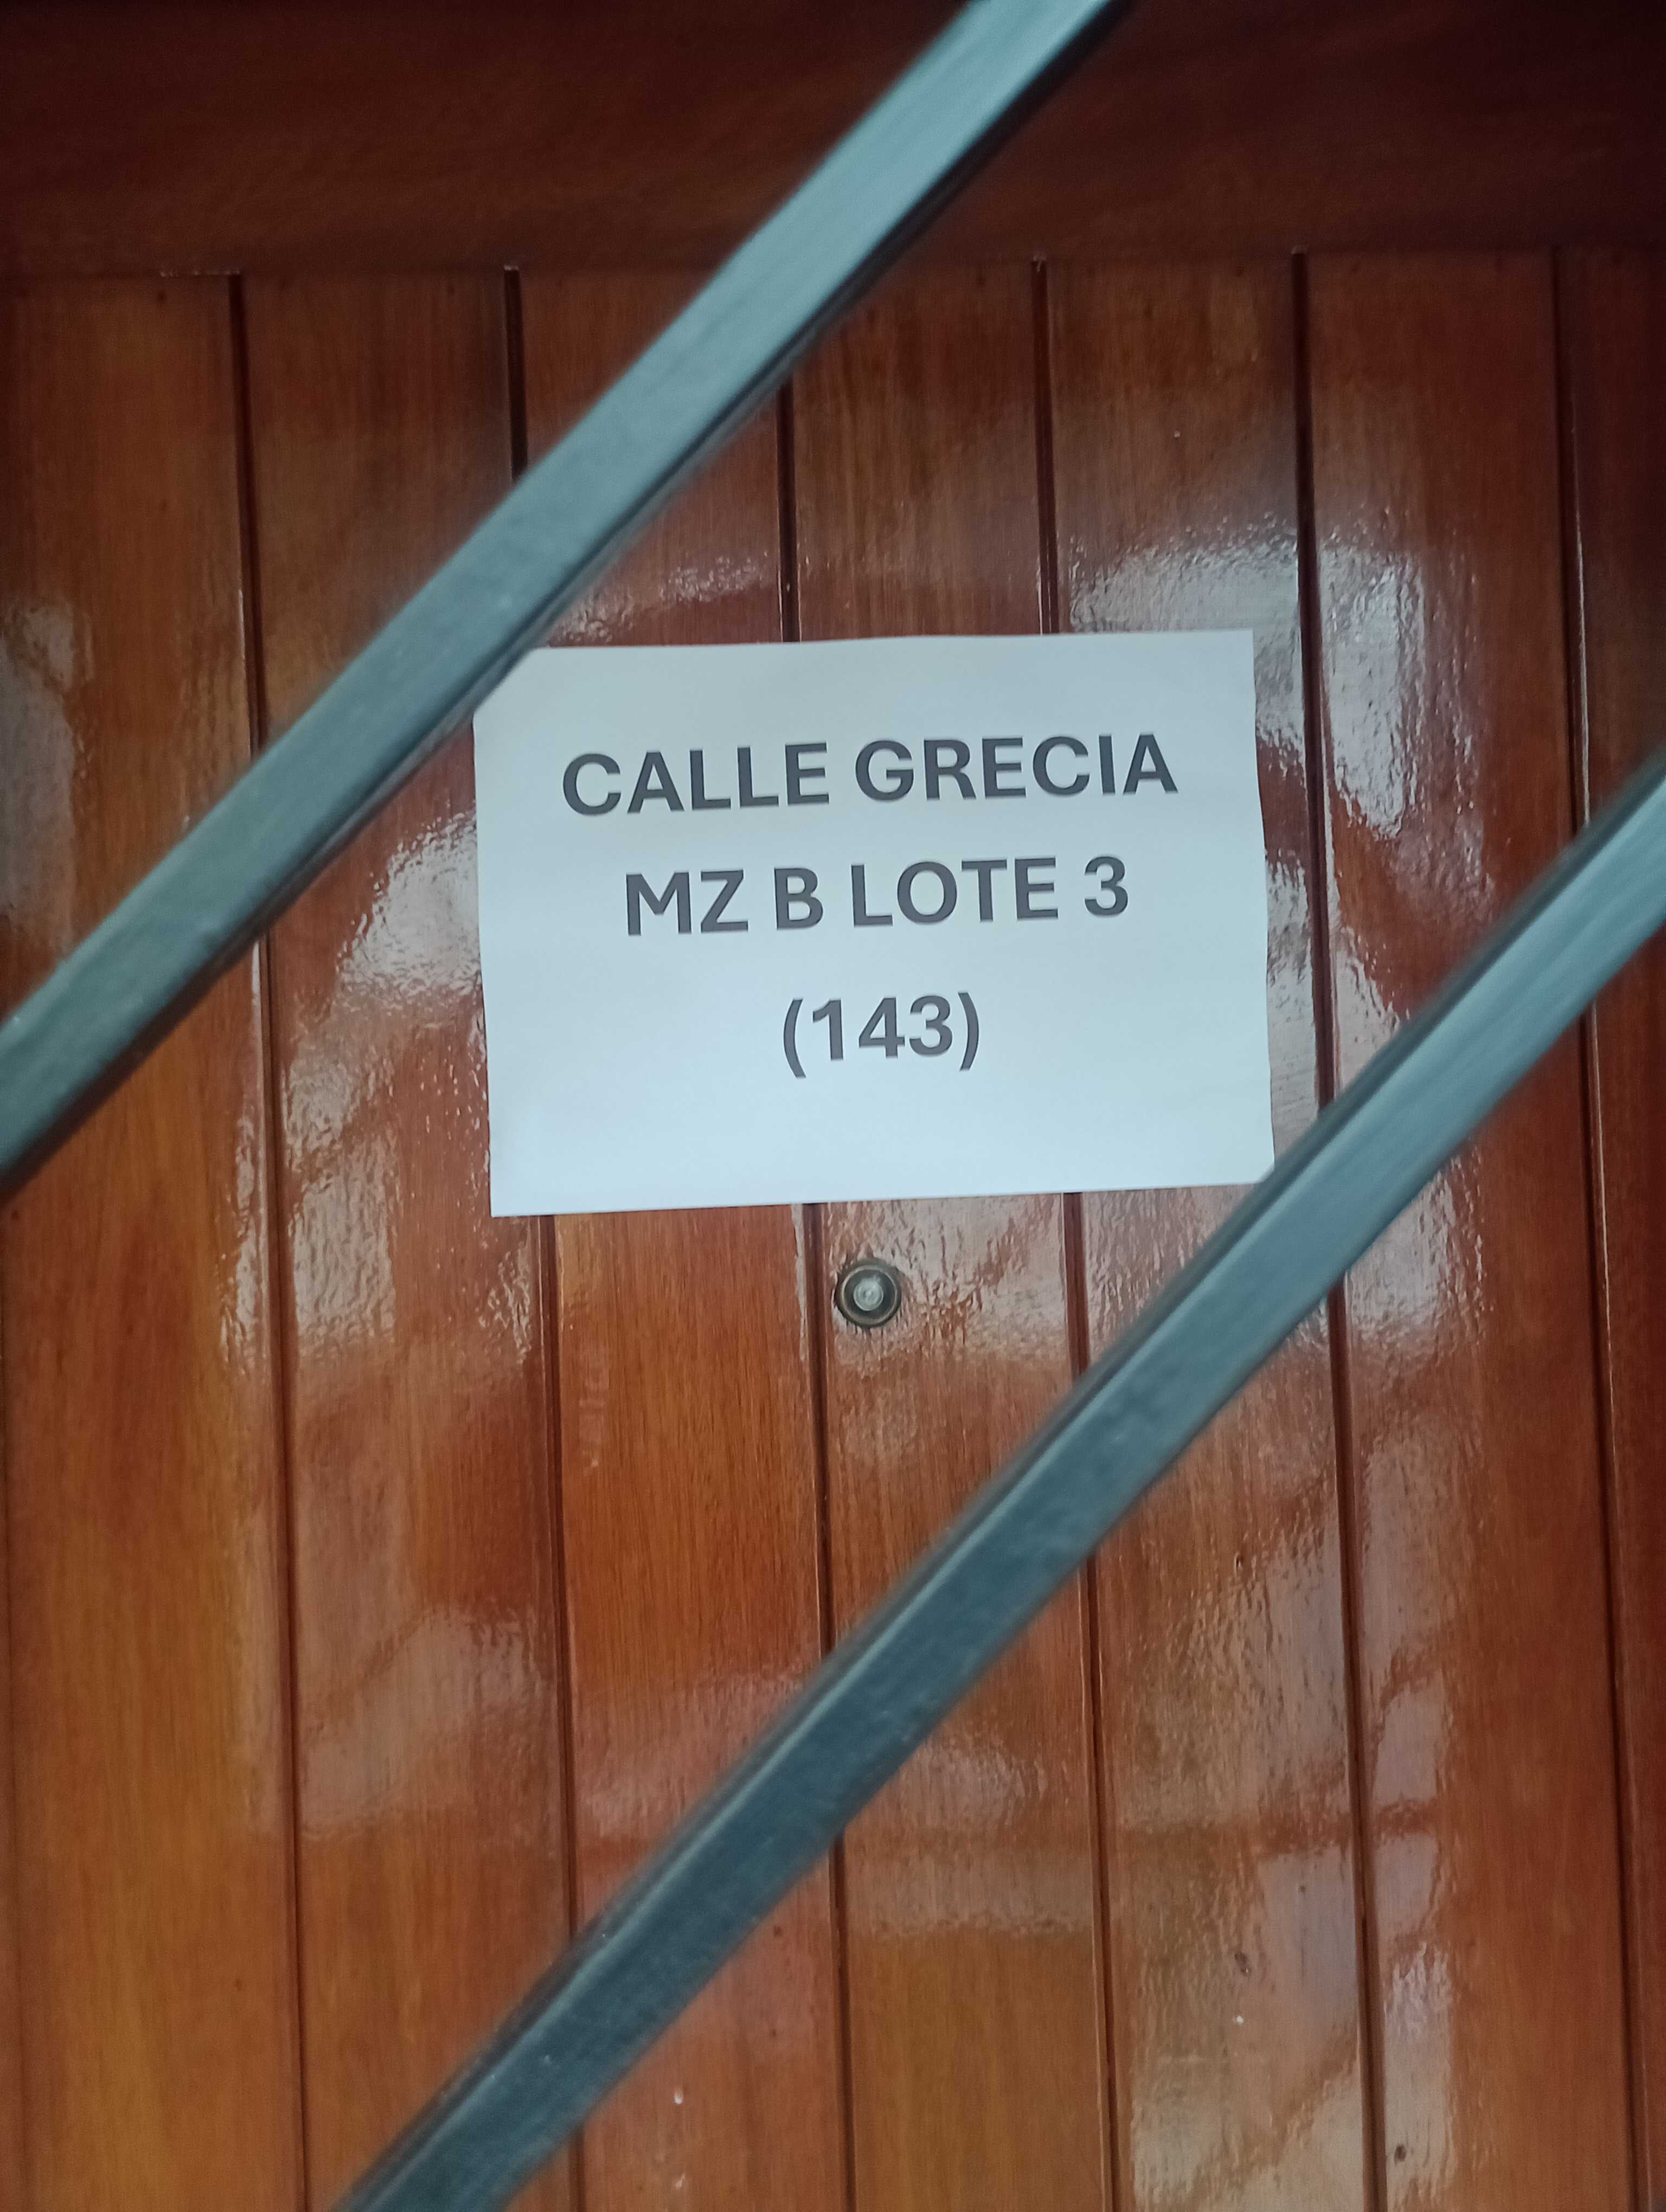 CALLE GRECIA
MZ B LOTE 3
(143)